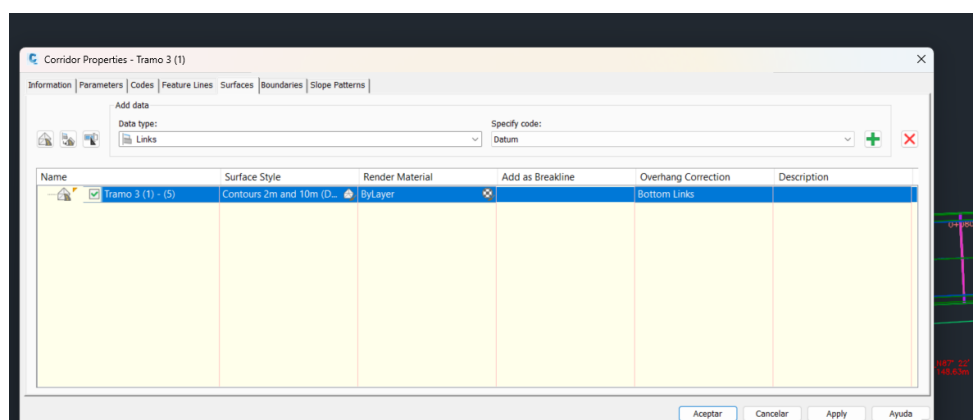 Corridor Properties - Tramo 3 (1)
Information Parameters Codes Feature Lines Surfaces Boundaries Slope Patterns
Add data
Data type: Specify code:
Links Datum
Name Surface Style Render Material Add as Breakline Overhang Correction Description
Tramo 3 (1) - (5) Contours 2m and 10m (D... ByLayer Bottom Links
Aceptar Cancelar Apply Ayuda